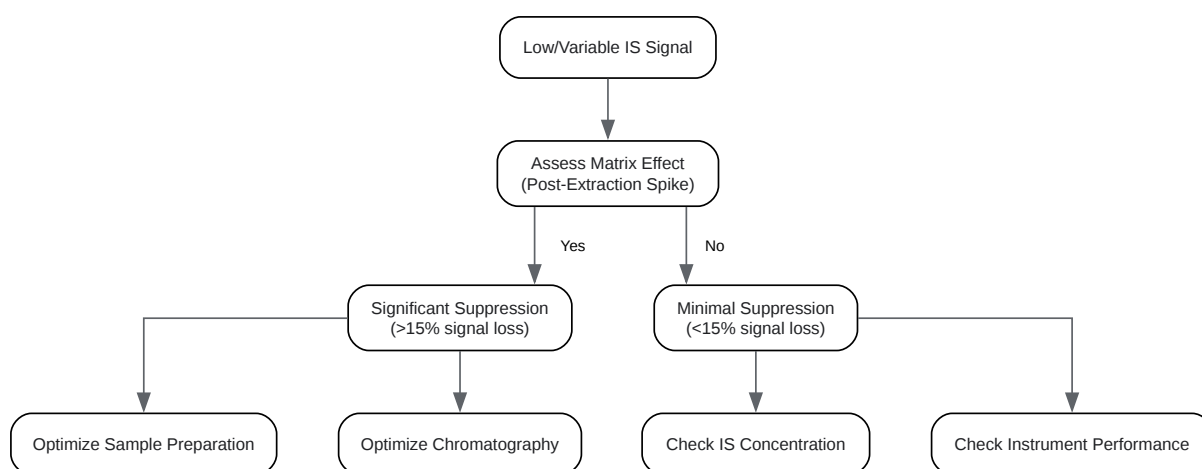 Low/Variable IS Signal
Assess Matrix Effect
(Post-Extraction Spike)
Yes
No
Significant Suppression
(>15% signal loss)
Minimal Suppression
(<15% signal loss)
Optimize Sample Preparation
Optimize Chromatography
Check IS Concentration
Check Instrument Performance